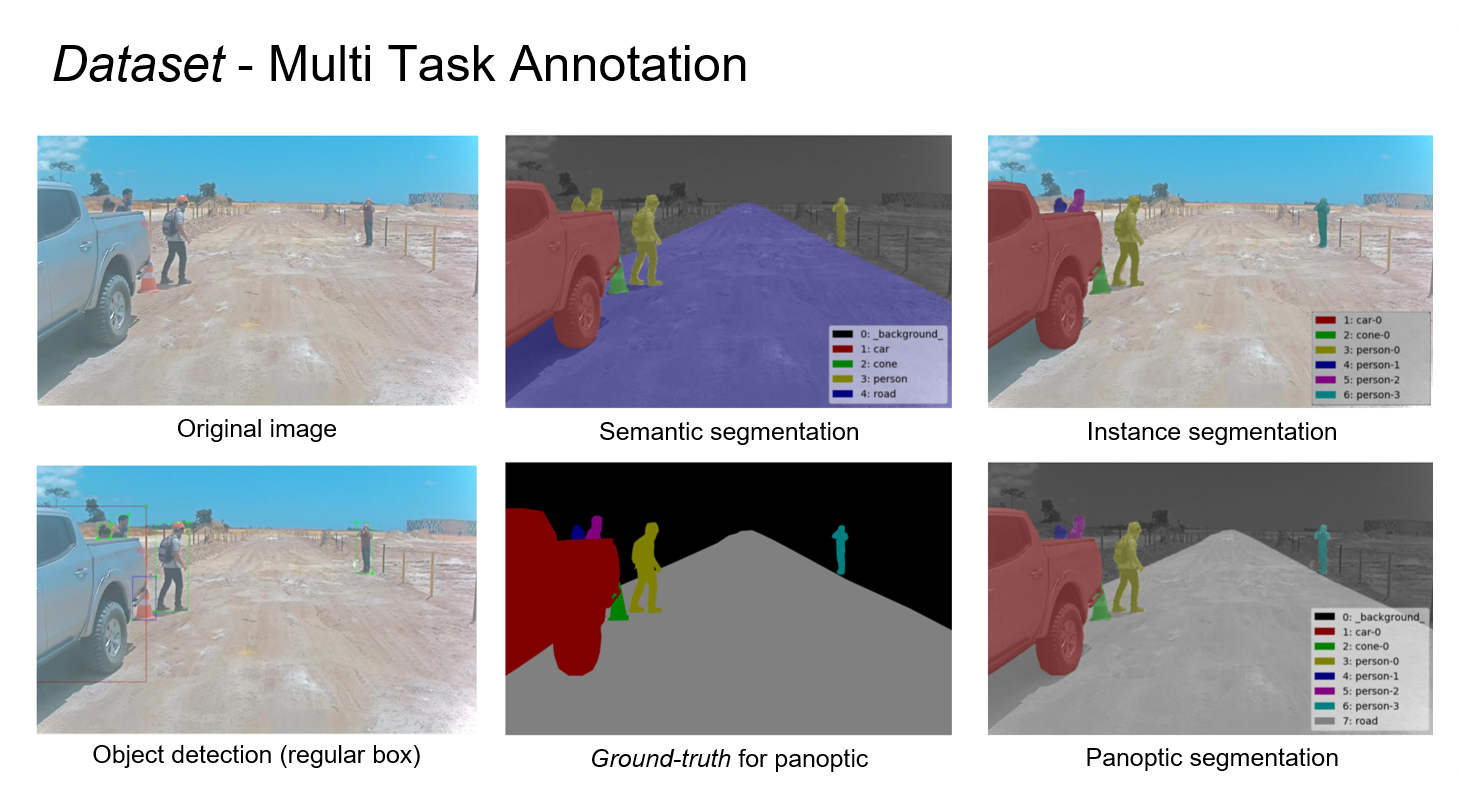 Dataset - Multi Task Annotation
Original image
0: _background_
1: car
2: cone
3: person
4: road
Semantic segmentation
1: car-0
2: cone-0
3: person-0
4: person-1
5: person-2
6: person-3
Instance segmentation
Object detection (regular box)
Ground-truth for panoptic
0: _background_
1: car-0
2: cone-0
3: person-0
4: person-1
5: person-2
6: person-3
7: road
Panoptic segmentation